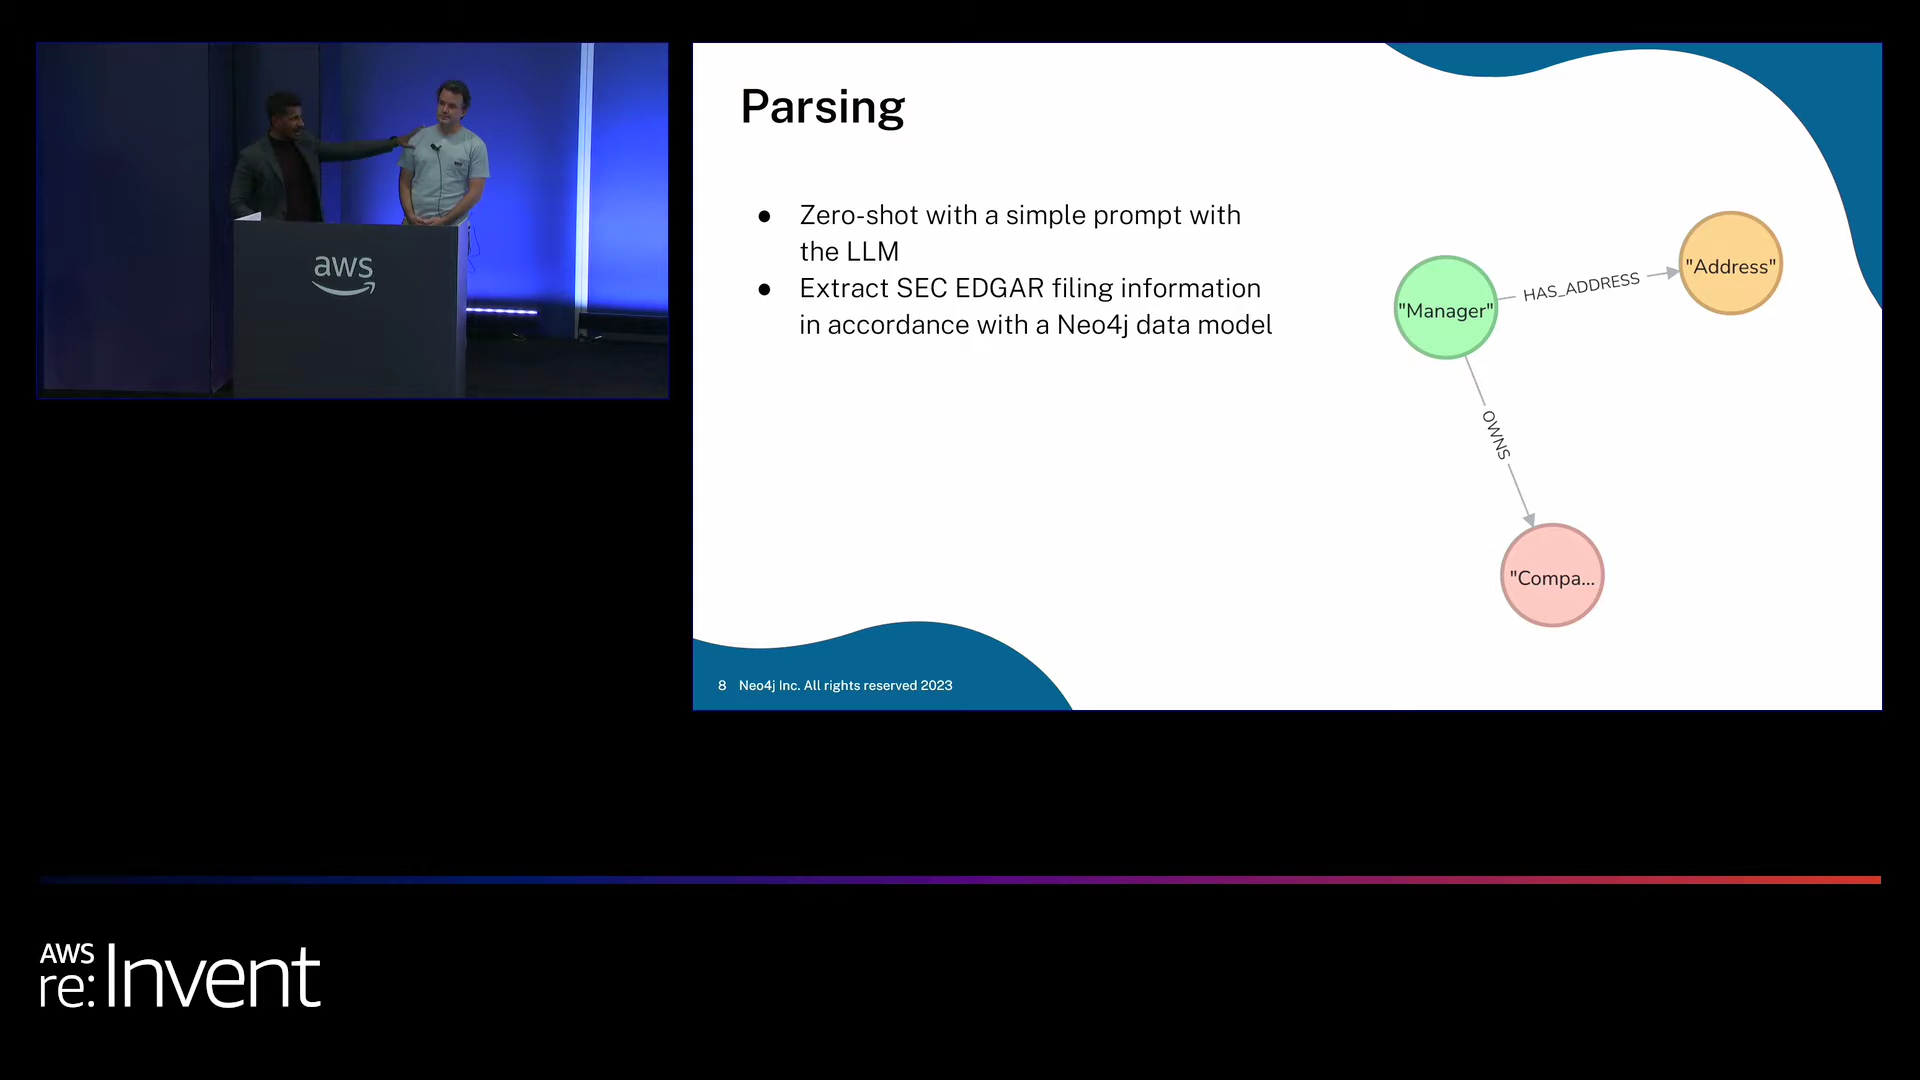 aws
Parsing
● Zero-shot with a simple prompt with
the LLM
● Extract SEC EDGAR filing information
in accordance with a Neo4j data model
"Manager"
HAS_ADDRESS
"Address"
OWNS
"Compa...
8 Neo4j Inc. All rights reserved 2023
AWS
re:Invent